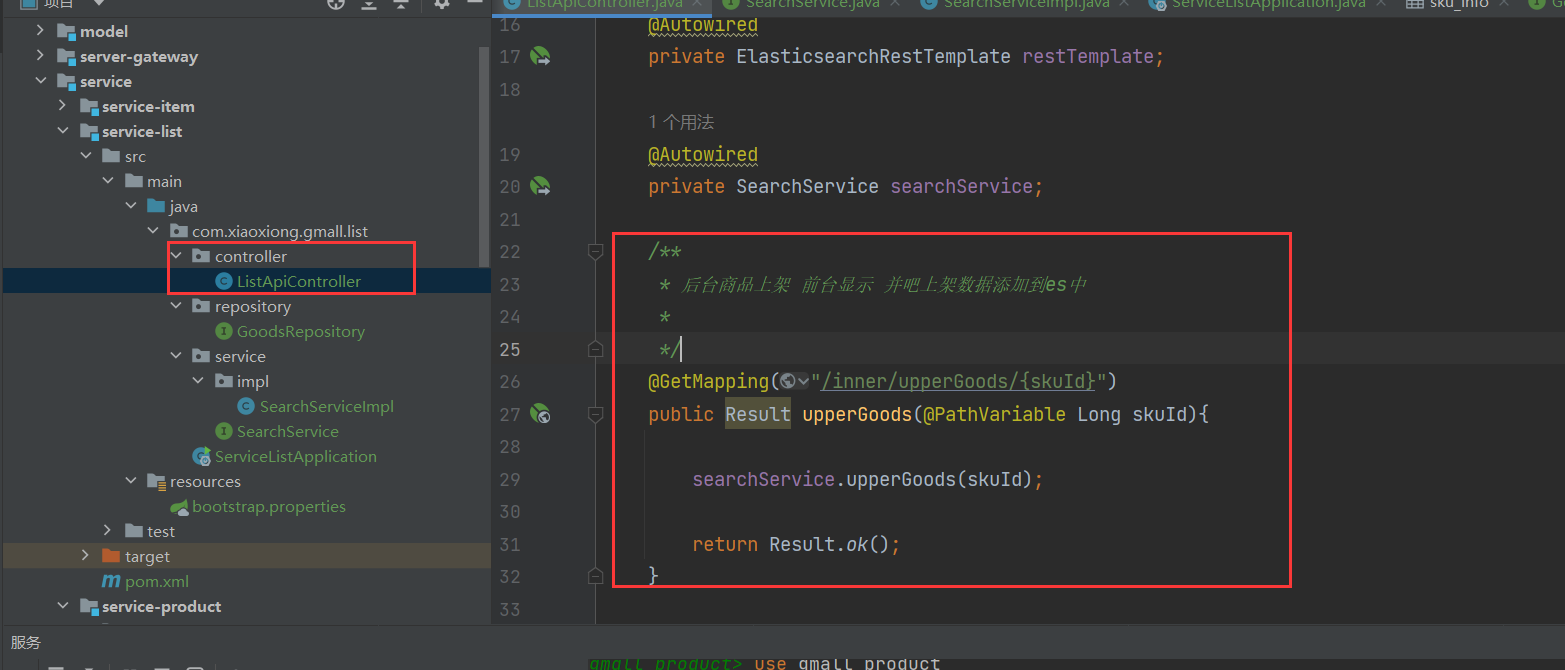 项目
model
server-gateway
service
service-item
service-list
src
main
java
com.xiaoxiong.gmall.list
controller
ListApiController
repository
GoodsRepository
service
impl
SearchServiceImpl
SearchService
ServiceListApplication
resources
bootstrap.properties
test
target
pom.xml
service-product
服务
ListApiController.java
SearchService.java
SearchServiceImpl.java
ServiceListApplication.java
sku_info
16 @Autowired
17 private ElasticsearchRestTemplate restTemplate;
18
1 个用法
19 @Autowired
20 private SearchService searchService;
21
22 /**
23 * 后台商品上架 前台显示 并吧上架数据添加到es中
24 *
25 */
26 @GetMapping("/inner/upperGoods/{skuId}")
27 public Result upperGoods(@PathVariable Long skuId){
28
29 searchService.upperGoods(skuId);
30
31 return Result.ok();
32 }
33
gmall_product> use gmall_product